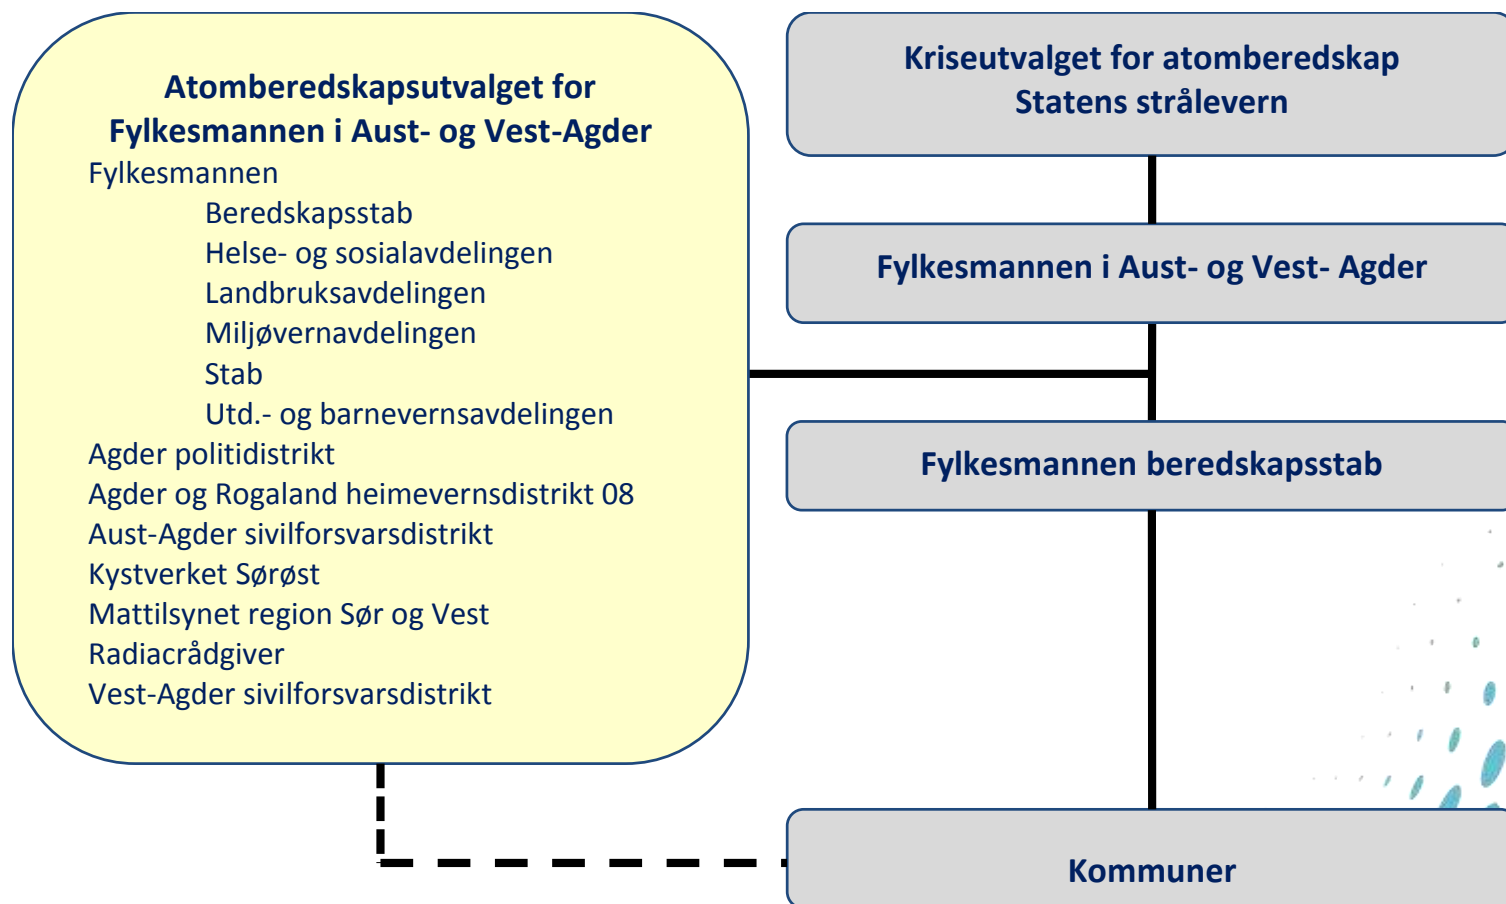 Atomberedskapsutvalget for
Fylkesmannen i Aust- og Vest-Agder
Fylkesmannen
Beredskapsstab
Helse- og sosialavdelingen
Landbruksavdelingen
Miljøvernavdelingen
Stab
Utd.- og barnevernsavdelingen
Agder politidistrikt
Agder og Rogaland heimevernsdistrikt 08
Aust-Agder sivilforsvarsdistrikt
Kystverket Sørøst
Mattilsynet region Sør og Vest
Radiacrådgiver
Vest-Agder sivilforsvarsdistrikt
Kriseutvalget for atomberedskap
Statens strålevern
Fylkesmannen i Aust- og Vest- Agder
Fylkesmannen beredskapsstab
Kommuner